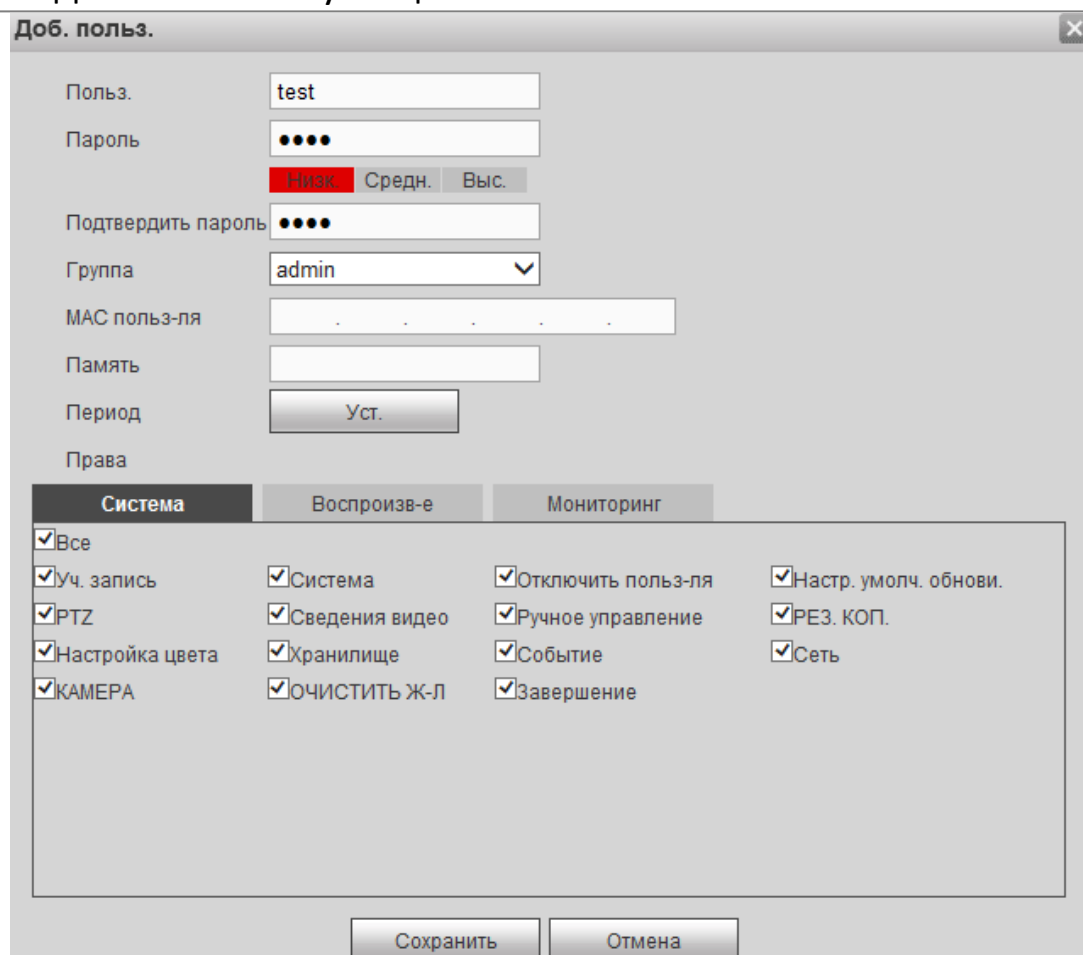 Доб. польз.
Польз. test
Пароль ••••
Низк. Средн. Выс.
Подтвердить пароль ••••
Группа admin
MAC польз-ля . . . . .
Память
Период Уст.
Права
Система Воспроизв-е Мониторинг
Все
Уч. запись Система Отключить польз-ля Настр. умолч. обнови.
PTZ Сведения видео Ручное управление РЕЗ. КОП.
Настройка цвета Хранилище Событие Сеть
КАМЕРА ОЧИСТИТЬ Ж-Л Завершение
Сохранить Отмена